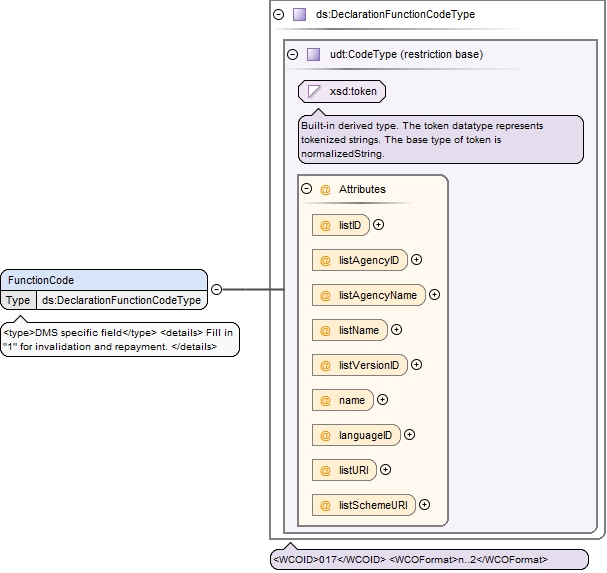 ds:DeclarationFunctionCodeType
udt:CodeType (restriction base)
xsd:token
Built-in derived type. The token datatype represents
tokenized strings. The base type of token is
normalizedString.
@ Attributes
@ listID
@ listAgencyID
@ listAgencyName
@ listName
@ listVersionID
@ name
@ languageID
@ listURI
@ listSchemeURI
FunctionCode
Type ds:DeclarationFunctionCodeType
<type>DMS specific field</type> <details> Fill in
"1" for invalidation and repayment. </details>
<WCOID>017</WCOID> <WCOFormat>n..2</WCOFormat>